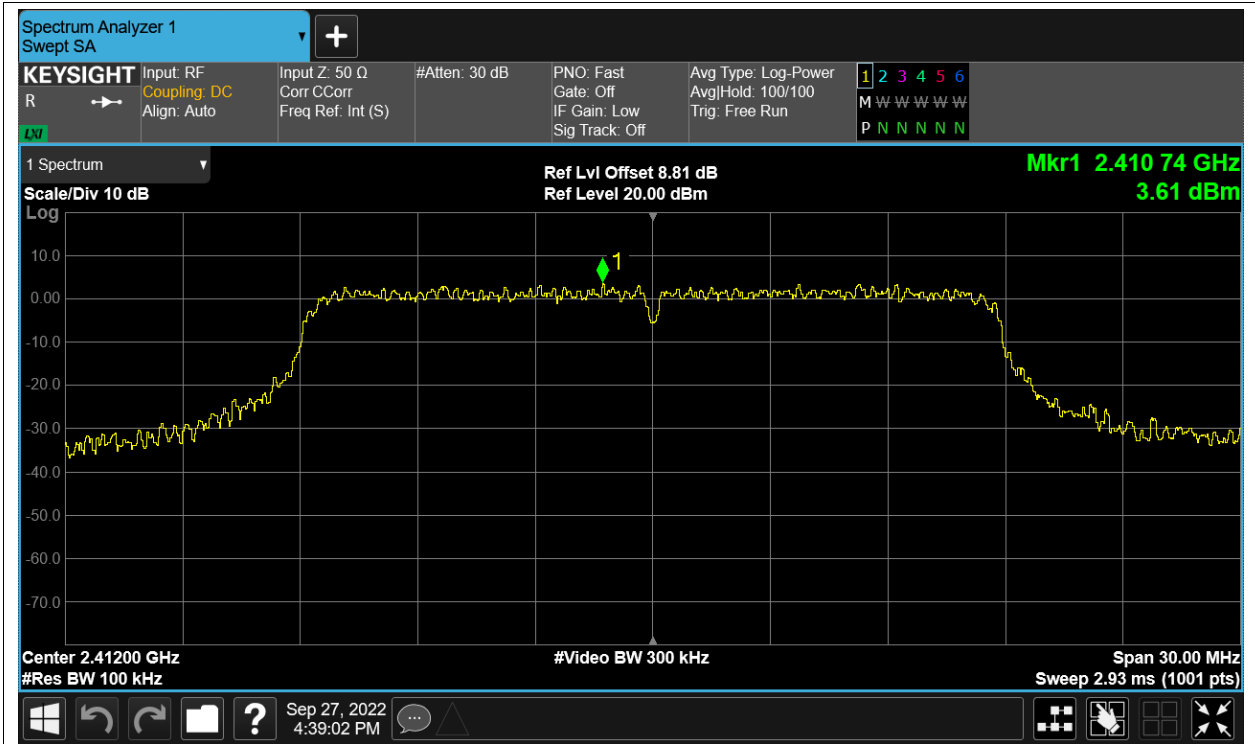 Spectrum Analyzer 1
Swept SA
KEYSIGHT
R
LXI
Input: RF
Coupling: DC
Align: Auto
Input Z: 50 Ω
Corr CCorr
Freq Ref: Int (S)
#Atten: 30 dB
PNO: Fast
Gate: Off
IF Gain: Low
Sig Track: Off
Avg Type: Log-Power
Avg|Hold: 100/100
Trig: Free Run
1 2 3 4 5 6
M W W W W W W
P N N N N N N
1 Spectrum
Scale/Div 10 dB
Ref Lvl Offset 8.81 dB
Ref Level 20.00 dBm
Mkr1 2.410 74 GHz
3.61 dBm
Log
1
10.0
0.00
-10.0
-20.0
-30.0
-40.0
-50.0
-60.0
-70.0
Center 2.41200 GHz
#Res BW 100 kHz
#Video BW 300 kHz
Span 30.00 MHz
Sweep 2.93 ms (1001 pts)
?
Sep 27, 2022
4:39:02 PM